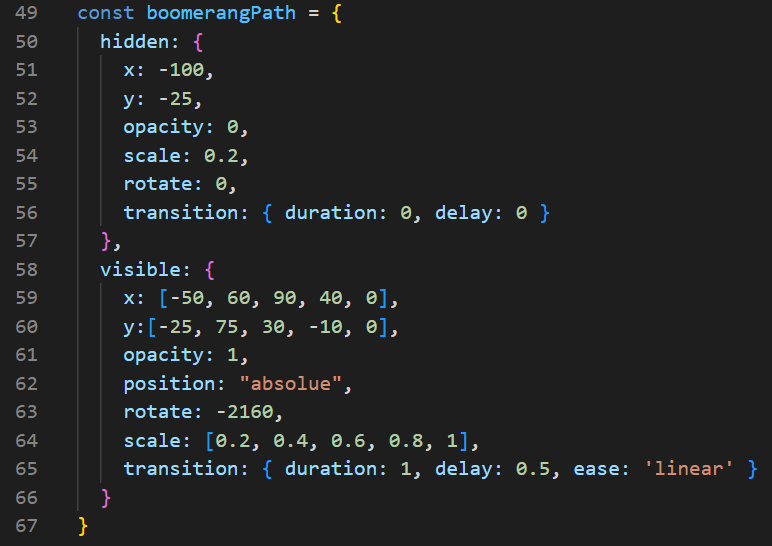 49 const boomerangPath = {
50 hidden: {
51 x: -100,
52 y: -25,
53 opacity: 0,
54 scale: 0.2,
55 rotate: 0,
56 transition: { duration: 0, delay: 0 }
57 },
58 visible: {
59 x: [-50, 60, 90, 40, 0],
60 y:[-25, 75, 30, -10, 0],
61 opacity: 1,
62 position: "absolue",
63 rotate: -2160,
64 scale: [0.2, 0.4, 0.6, 0.8, 1],
65 transition: { duration: 1, delay: 0.5, ease: 'linear' }
66 }
67 }